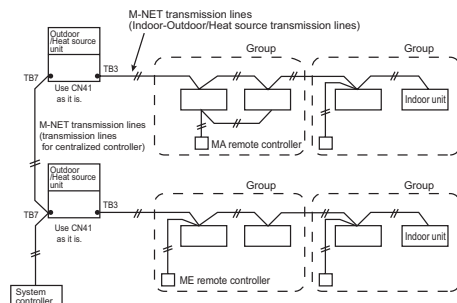 M-NET transmission lines
(Indoor-Outdoor/Heat source transmission lines)
Outdoor
/Heat source
unit
TB7
TB3
Use CN41
as it is.
Group
Group
Indoor unit
MA remote controller
M-NET transmission lines
(transmission lines
for centralized controller)
Outdoor
/Heat source
unit
TB7
TB3
Use CN41
as it is.
Group
Group
Indoor unit
ME remote controller
System
controller